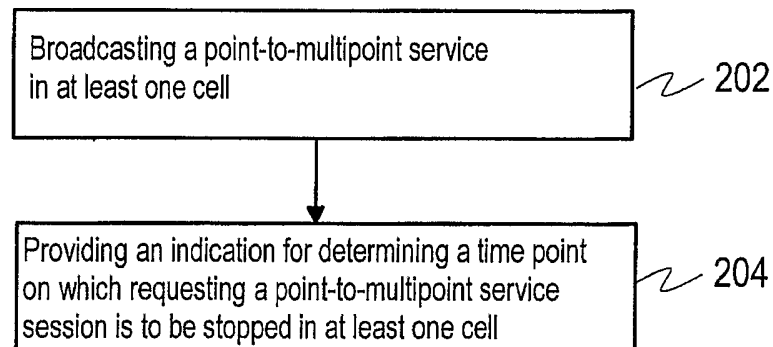 Broadcasting a point-to-multipoint service
in at least one cell
202
Providing an indication for determining a time point
on which requesting a point-to-multipoint service
session is to be stopped in at least one cell
204